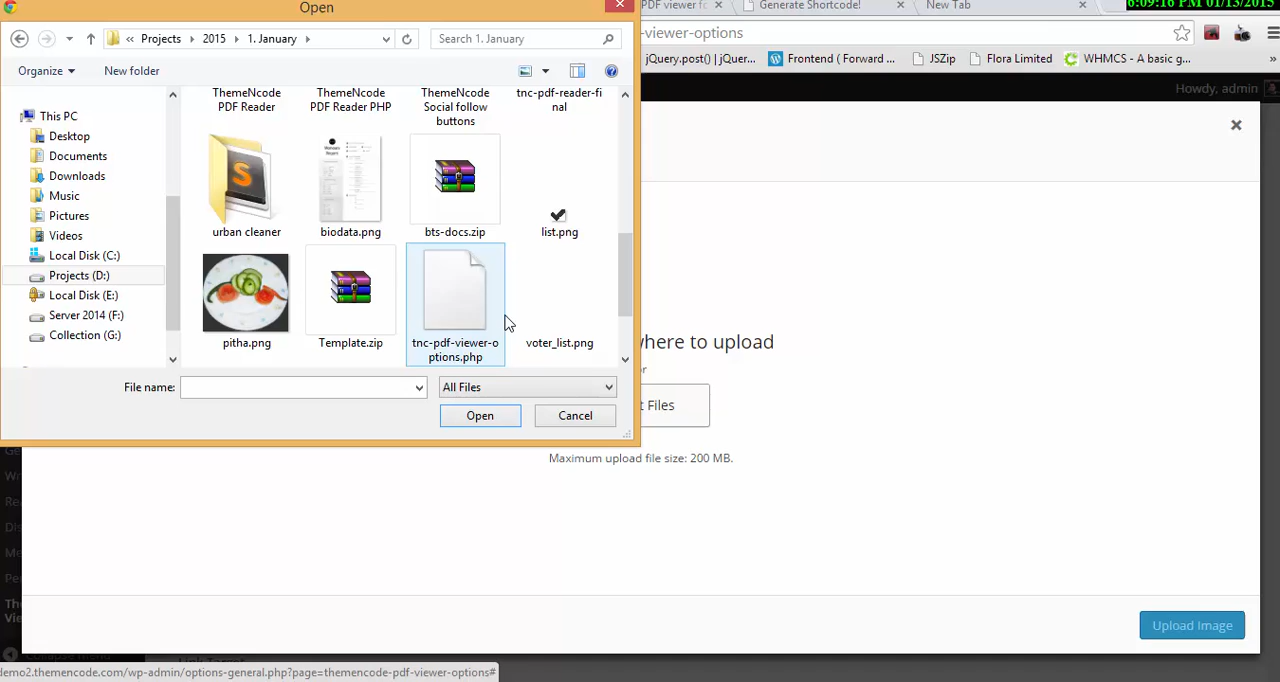 Open
PDF viewer fo
Generate Shortcode!
New Tab
6:09:16 PM 01/13/2015
Projects
2015
1. January
Search 1. January
-viewer-options
Organize
New folder
jQuery.post() | jQuer...
Frontend ( Forward ...
JSZip
Flora Limited
WHMCS - A basic g...
»
Howdy, admin
This PC
Desktop
Documents
Downloads
Music
Pictures
Videos
Local Disk (C:)
Projects (D:)
Local Disk (E:)
Server 2014 (F:)
Collection (G:)
ThemeNcode
PDF Reader
ThemeNcode
PDF Reader PHP
ThemeNcode
Social follow
buttons
tnc-pdf-reader-fi
nal
urban cleaner
biodata.png
bts-docs.zip
list.png
pitha.png
Template.zip
tnc-pdf-viewer-o
ptions.php
voter_list.png
File name:
All Files
Open
Cancel
where to upload
or
t Files
Maximum upload file size: 200 MB.
Upload Image
Collapse menu
demo2.themencode.com/wp-admin/options-general.php?page=themencode-pdf-viewer-options#